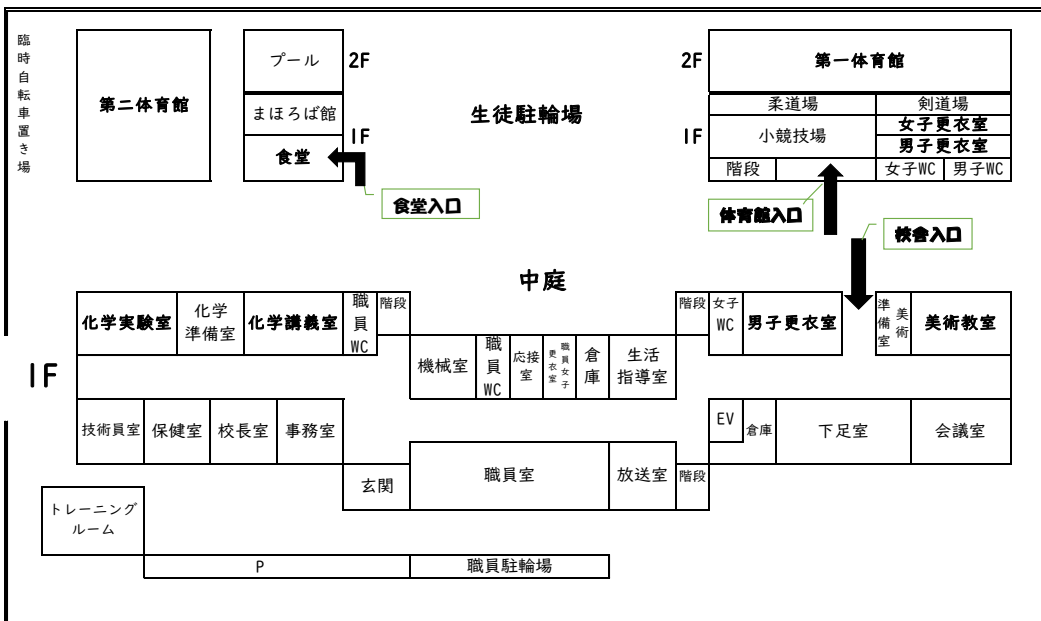 臨時自転車置き場
第二体育館
プール
2F
まほろば館
1F
食堂
食堂入口
生徒駐輪場
2F
第一体育館
1F
柔道場
剣道場
小競技場
女子更衣室
男子更衣室
階段
女子WC
男子WC
体育館入口
校舎入口
中庭
1F
化学実験室
化学
準備室
化学講義室
職員WC
階段
機械室
職員WC
応接
室
職員女子
更衣室
倉庫
生活
指導室
階段
女子
WC
男子更衣室
美術
準備室
美術教室
技術員室
保健室
校長室
事務室
玄関
職員室
放送室
階段
EV
倉庫
下足室
会議室
トレーニング
ルーム
P
職員駐輪場